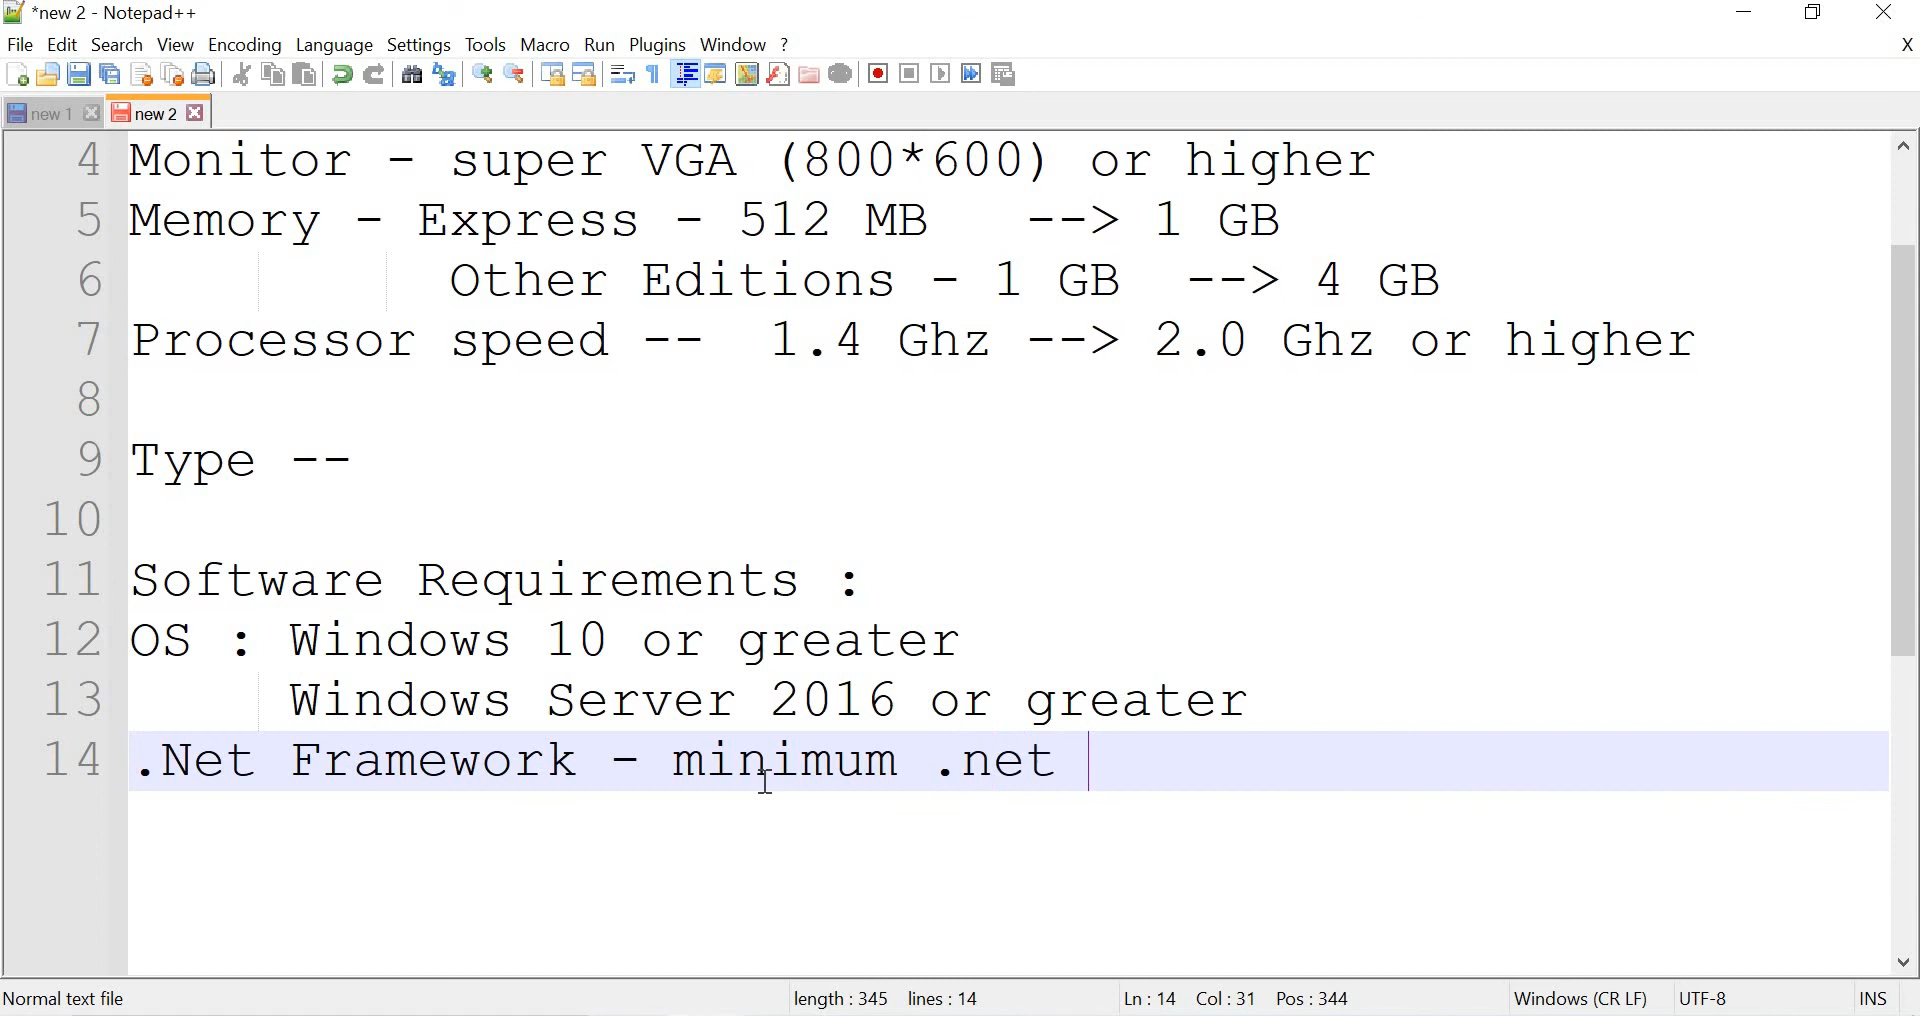 *new 2 - Notepad++
File Edit Search View Encoding Language Settings Tools Macro Run Plugins Window ? X
new 1 new 2
4 Monitor - super VGA (800*600) or higher
5 Memory - Express - 512 MB --> 1 GB
6 Other Editions - 1 GB --> 4 GB
7 Processor speed -- 1.4 Ghz --> 2.0 Ghz or higher
8
9 Type --
10
11 Software Requirements :
12 OS : Windows 10 or greater
13 Windows Server 2016 or greater
14 .Net Framework - minimum .net
Normal text file length : 345 lines : 14 Ln : 14 Col : 31 Pos : 344 Windows (CR LF) UTF-8 INS